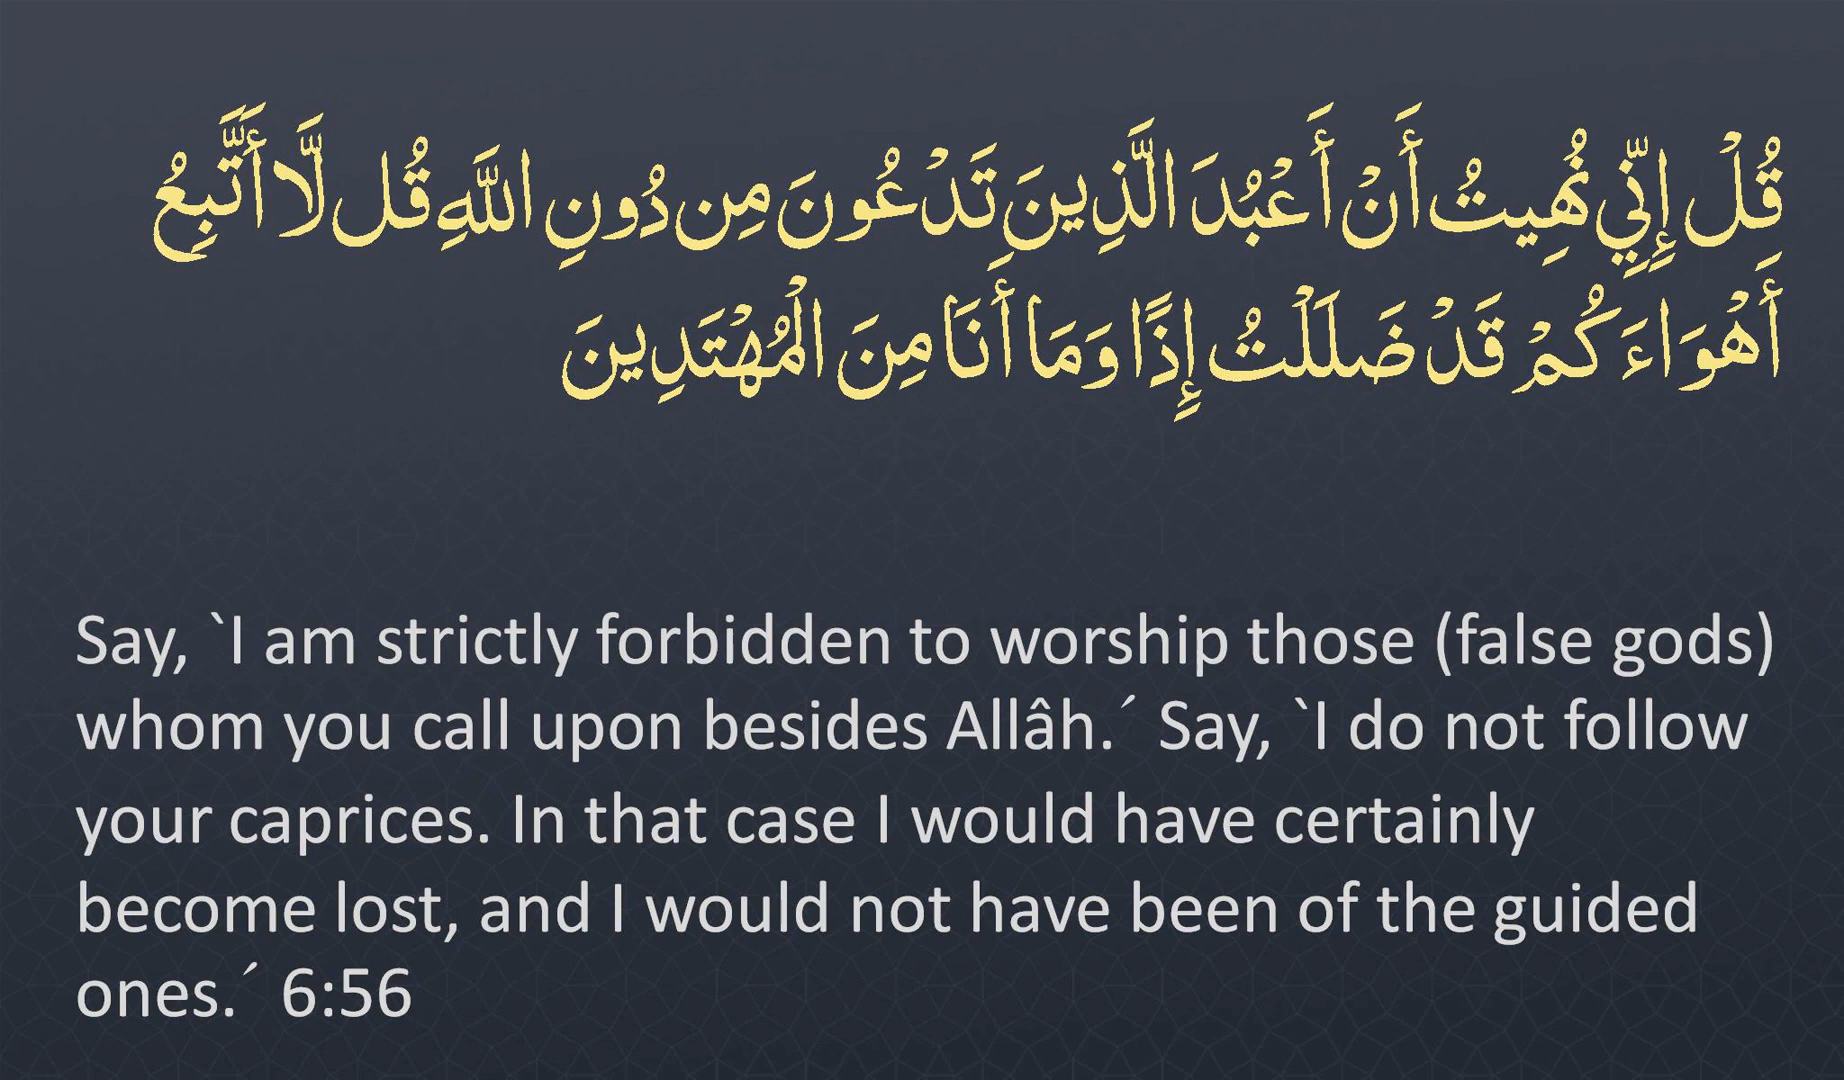 قُلْ إِنِّي نُهِيتُ أَنْ أَعْبُدَ الَّذِينَ تَدْعُونَ مِن دُونِ اللَّهِ قُل لَّا أَتَّبِعُ
أَهْوَاءَكُمْ قَدْ ضَلَلْتُ إِذًا وَمَا أَنَا مِنَ الْمُهْتَدِينَ
Say, `I am strictly forbidden to worship those (false gods)
whom you call upon besides Allâh.´ Say, `I do not follow
your caprices. In that case I would have certainly
become lost, and I would not have been of the guided
ones.´ 6:56